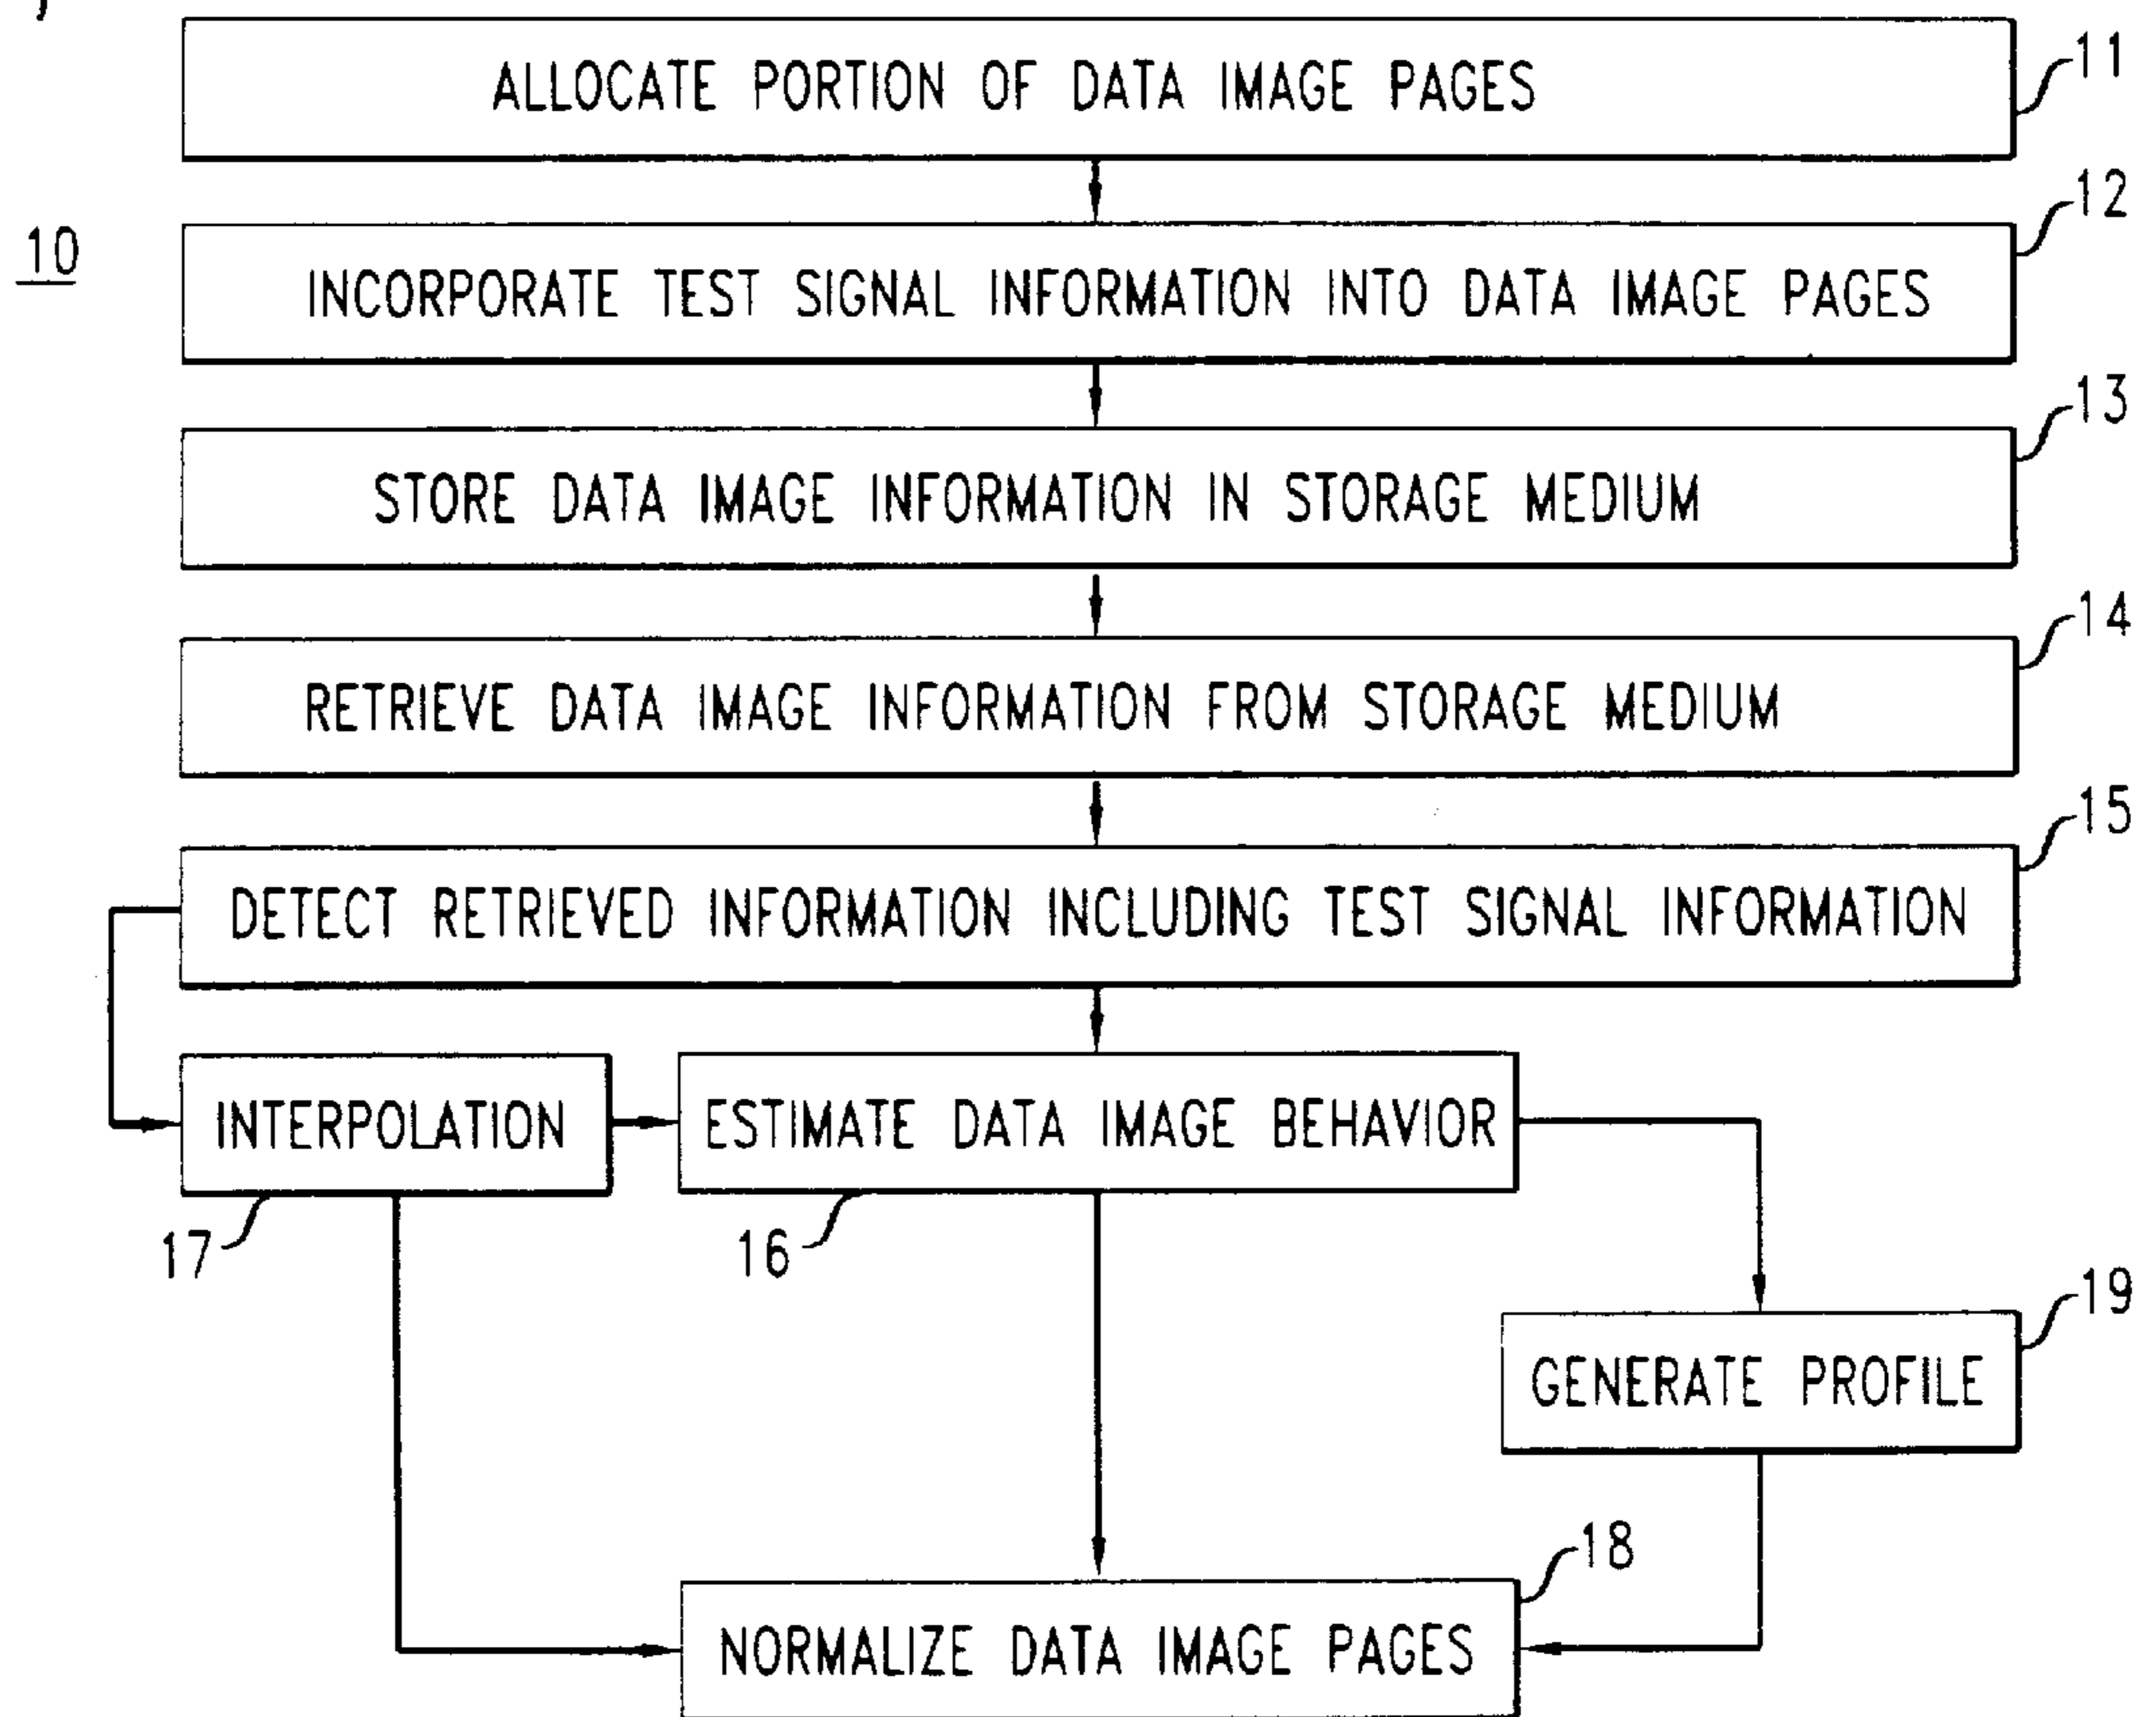 ALLOCATE PORTION OF DATA IMAGE PAGES
11
10
INCORPORATE TEST SIGNAL INFORMATION INTO DATA IMAGE PAGES
12
STORE DATA IMAGE INFORMATION IN STORAGE MEDIUM
13
RETRIEVE DATA IMAGE INFORMATION FROM STORAGE MEDIUM
14
DETECT RETRIEVED INFORMATION INCLUDING TEST SIGNAL INFORMATION
15
INTERPOLATION
17
ESTIMATE DATA IMAGE BEHAVIOR
16
GENERATE PROFILE
19
NORMALIZE DATA IMAGE PAGES
18